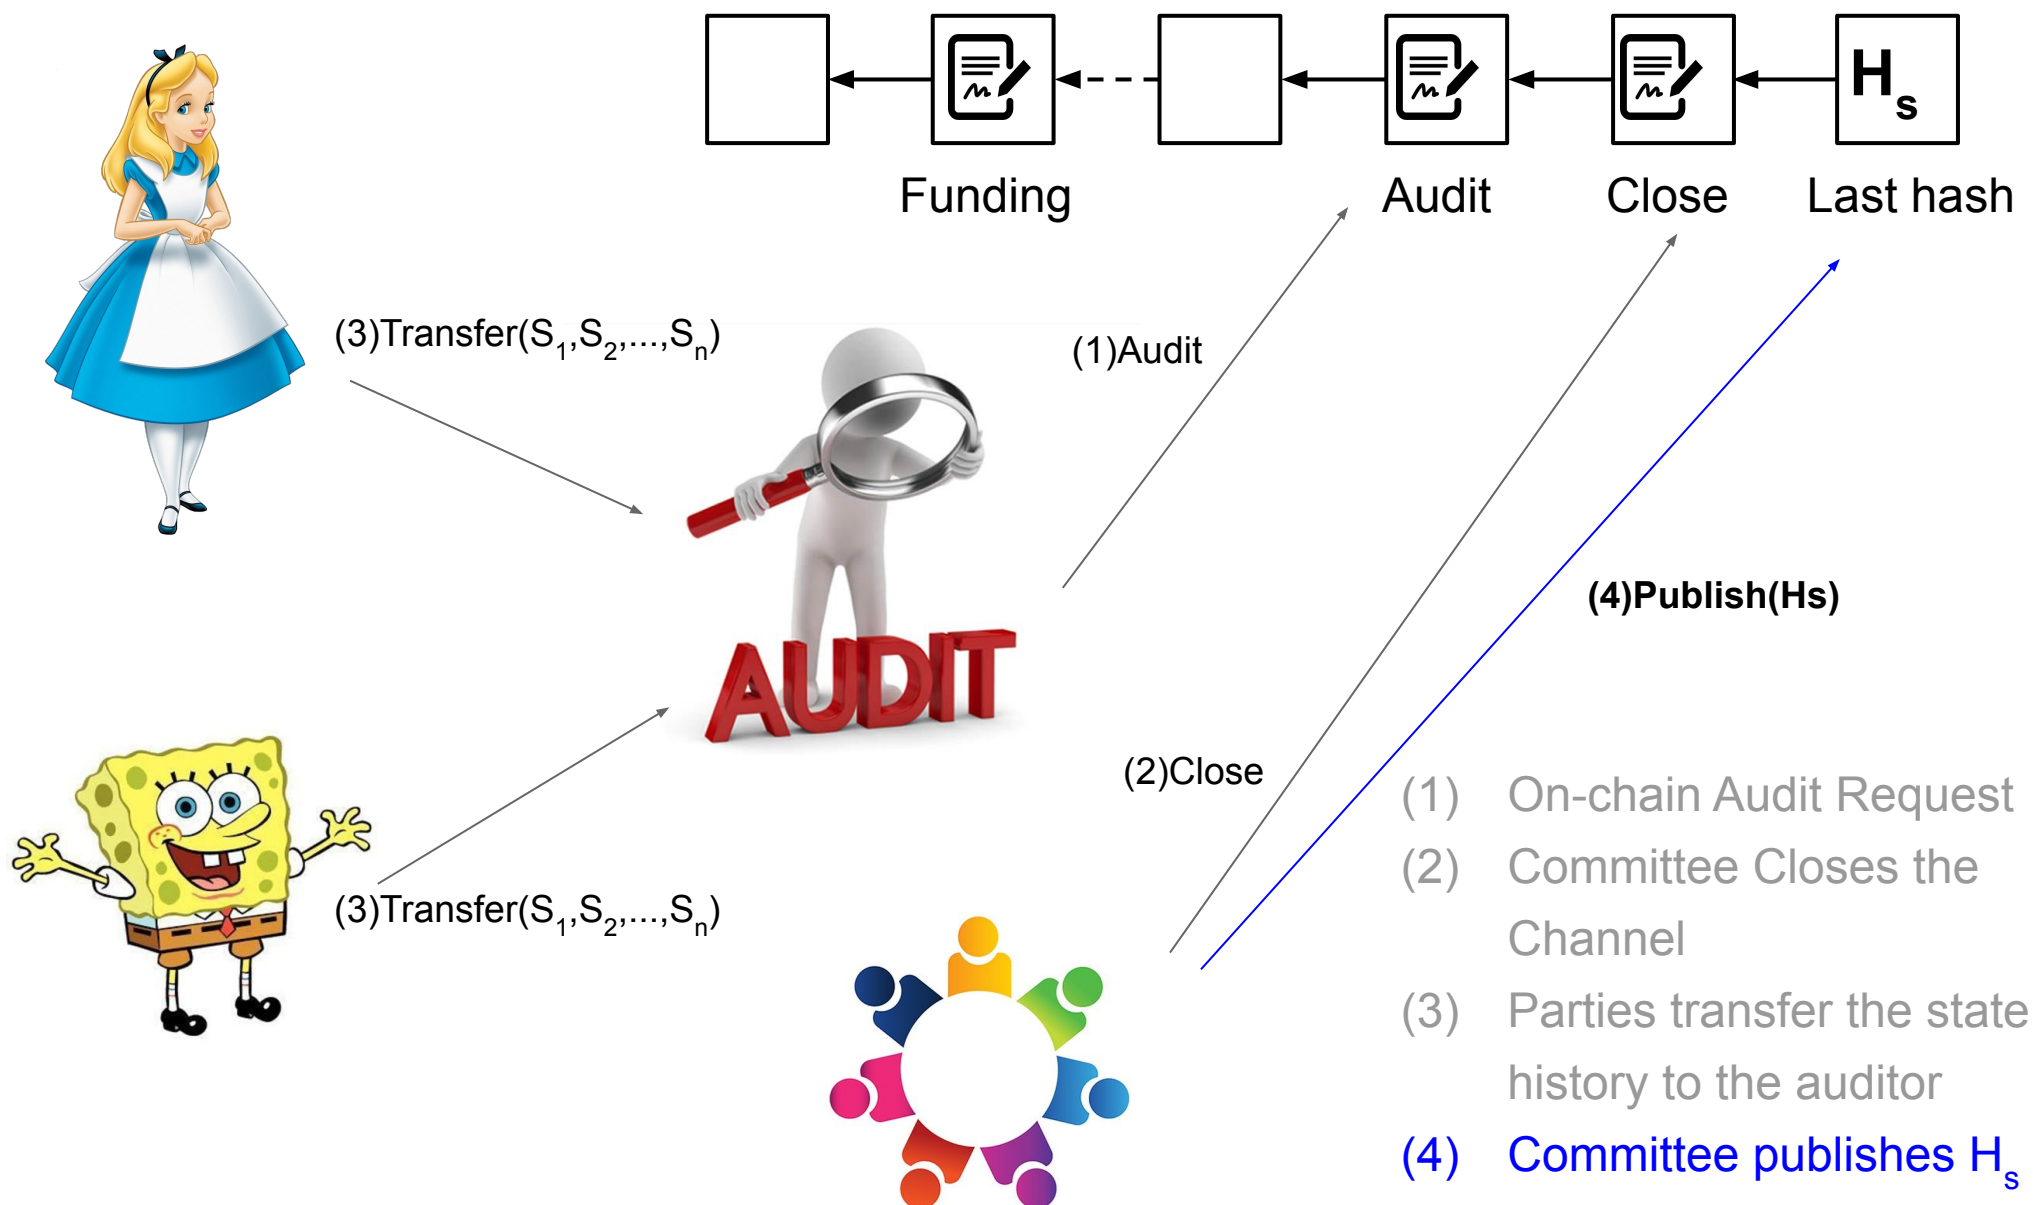 H
s
Funding
Audit
Close
Last hash
(3)Transfer(S1,S2,...,Sn)
(1)Audit
AUDIT
(4)Publish(Hs)
(2)Close
(3)Transfer(S1,S2,...,Sn)
(1) On-chain Audit Request
(2) Committee Closes the
Channel
(3) Parties transfer the state
history to the auditor
(4) Committee publishes Hs